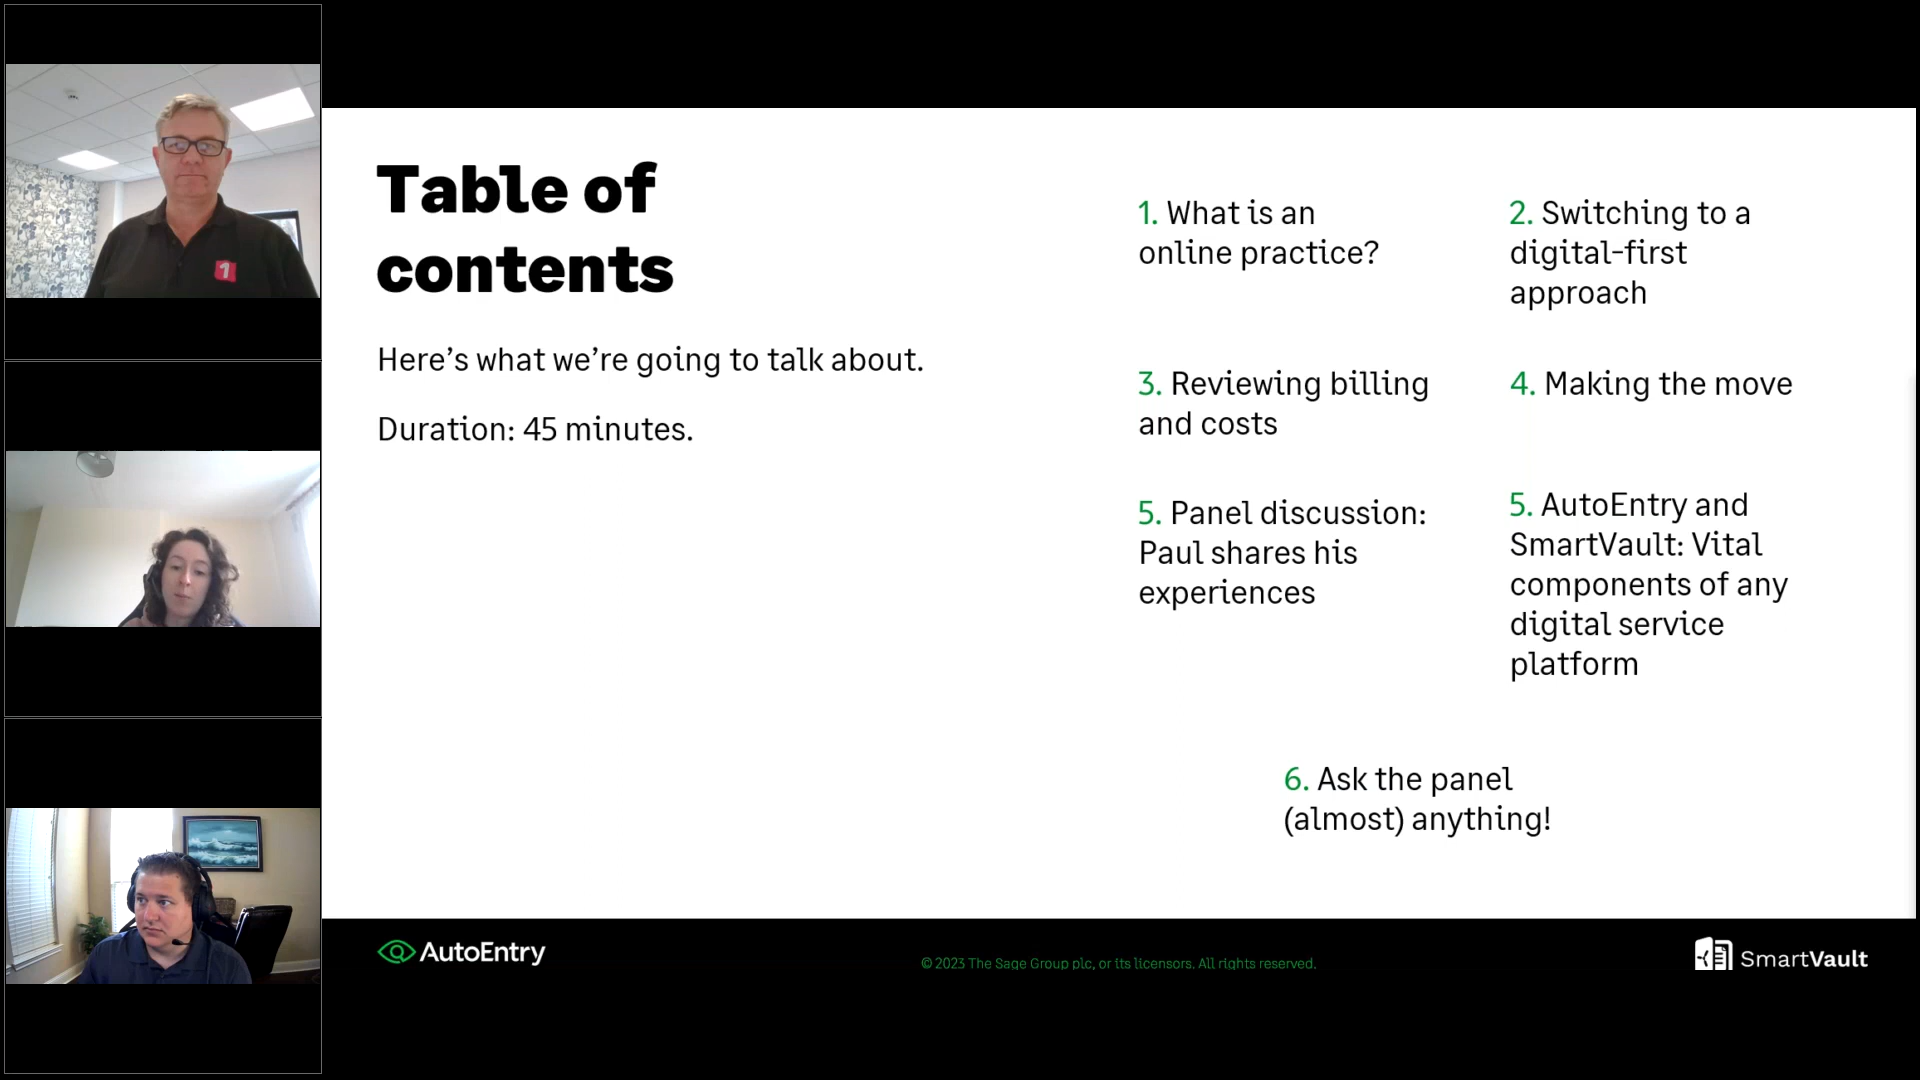 Table of
contents
Here’s what we’re going to talk about.
Duration: 45 minutes.
1. What is an
online practice?
2. Switching to a
digital-first
approach
3. Reviewing billing
and costs
4. Making the move
5. Panel discussion:
Paul shares his
experiences
5. AutoEntry and
SmartVault: Vital
components of any
digital service
platform
6. Ask the panel
(almost) anything!
1
AutoEntry
© 2023 The Sage Group plc, or its licensors. All rights reserved.
SmartVault